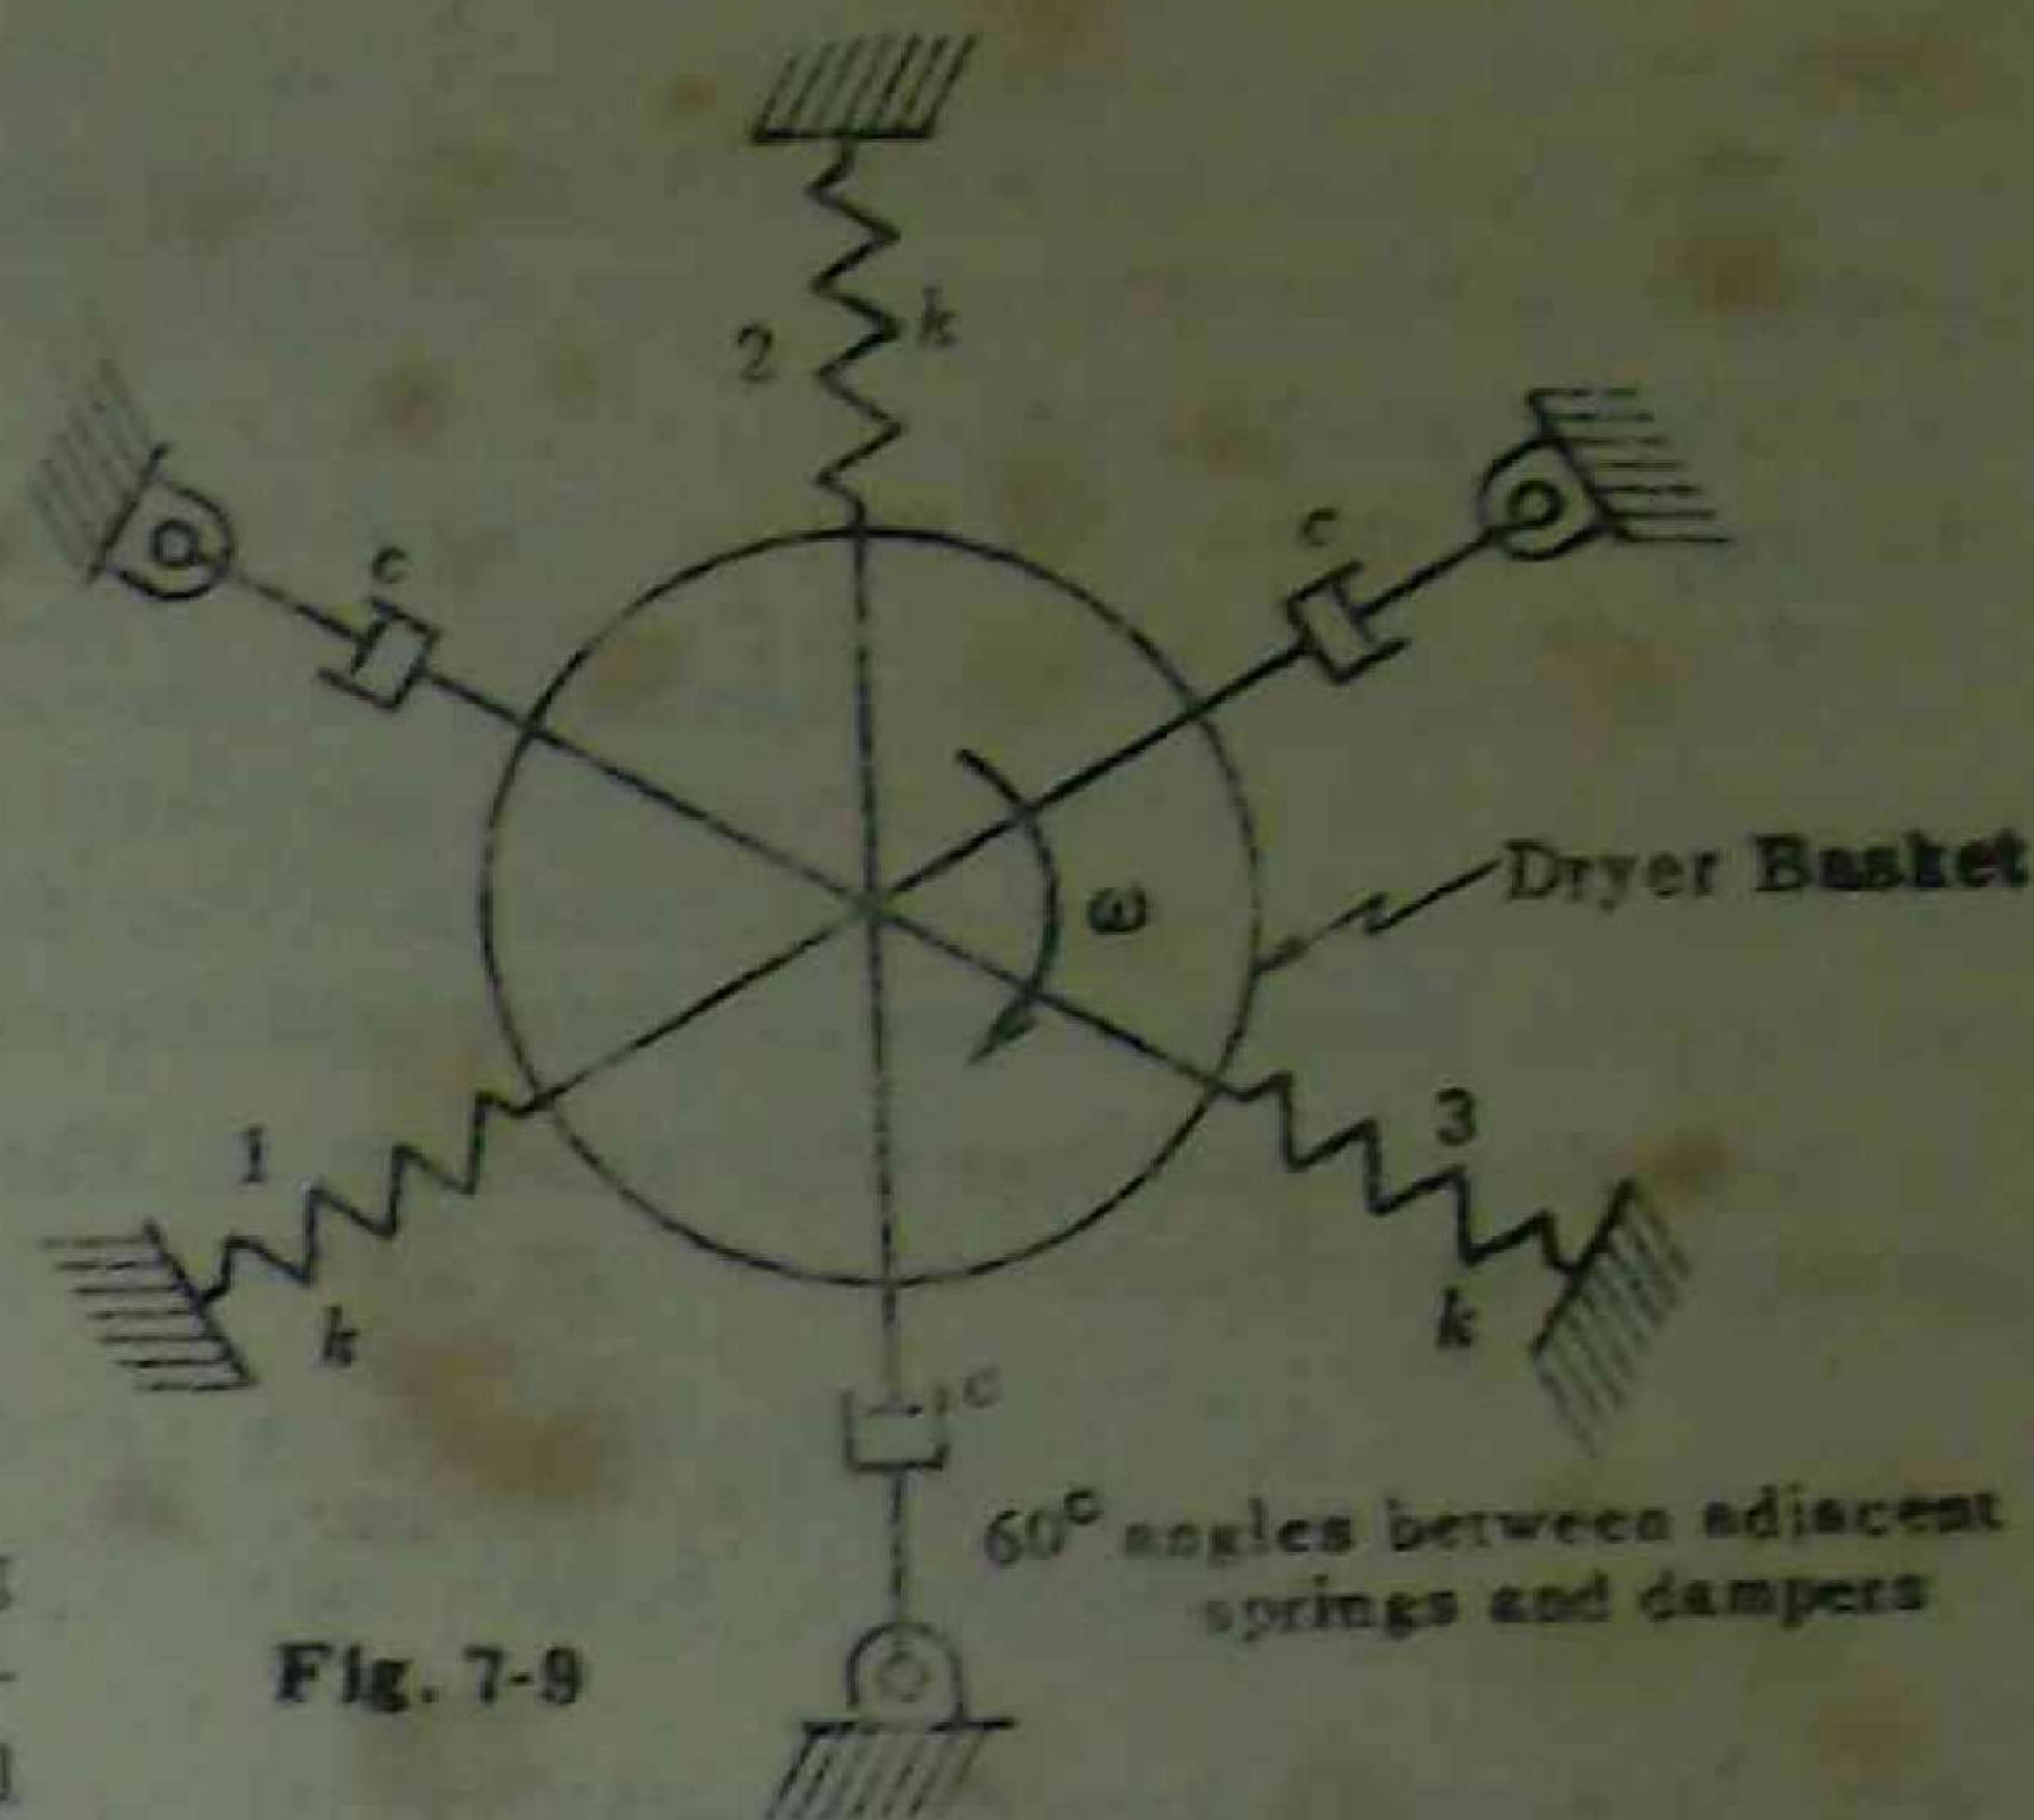 2
k
c
c
ω
Dryer Basket
1
k
3
k
c
60° angles between adjacent
springs and dampers
Fig. 7-9